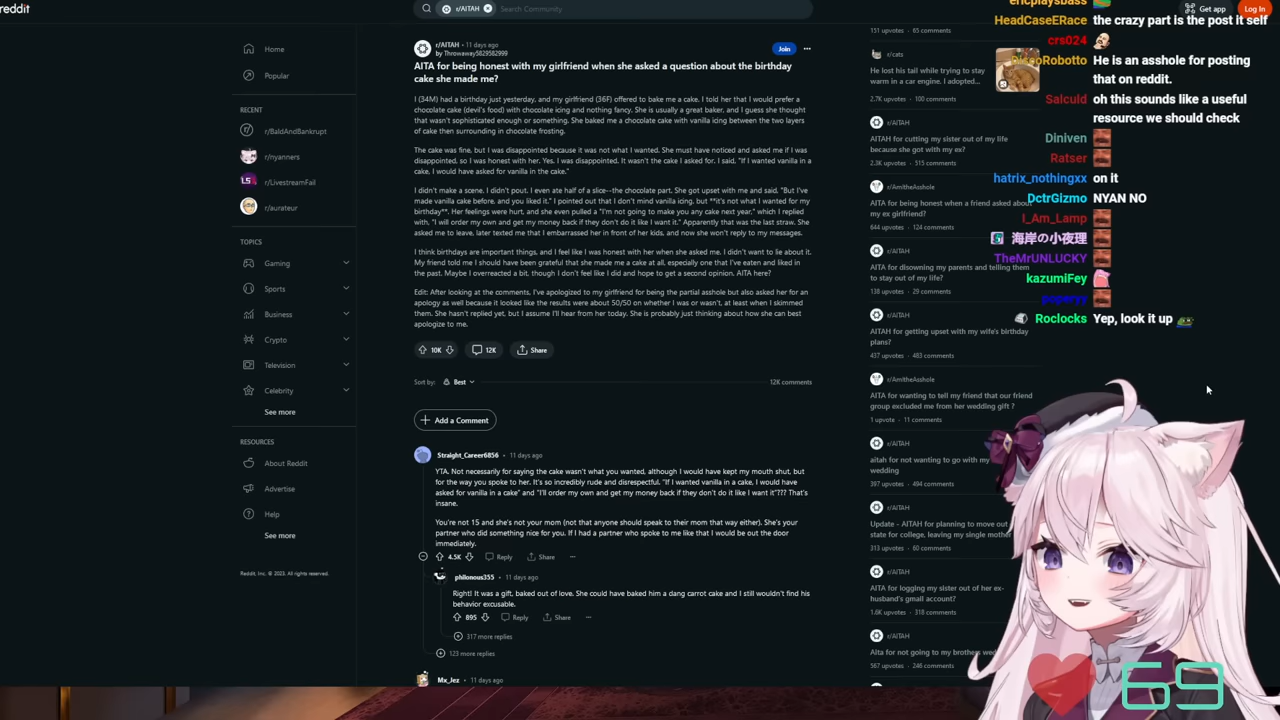 reddit
r/AITAH
Search Community
Get app
Log In
Home
Popular
RECENT
r/BaldAndBankrupt
r/nyanners
r/LivestreamFail
r/aurateur
TOPICS
Gaming
Sports
Business
Crypto
Television
Celebrity
See more
RESOURCES
About Reddit
Advertise
Help
See more
Reddit, Inc. © 2023. All rights reserved.
r/AITAH • 11 days ago
by Throwaway5829582999
Join
AITA for being honest with my girlfriend when she asked a question about the birthday
cake she made me?
I (34M) had a birthday just yesterday, and my girlfriend (36F) offered to bake me a cake. I told her that I would prefer a
chocolate cake (devil's food) with chocolate icing and nothing fancy. She is usually a great baker, and I guess she thought
that wasn't sophisticated enough or something. She baked me a chocolate cake with vanilla icing between the two layers
of cake then surrounding in chocolate frosting.
The cake was fine, but I was disappointed because it was not what I wanted. She must have noticed and asked me if I was
disappointed, so I was honest with her. Yes. I was disappointed. It wasn't the cake I asked for. I said, "If I wanted vanilla in a
cake, I would have asked for vanilla in the cake."
I didn't make a scene. I didn't pout. I even ate half of a slice--the chocolate part. She got upset with me and said, "But I've
made vanilla cake before, and you liked it." I pointed out that I don't mind vanilla icing, but **it's not what I wanted for my
birthday**. Her feelings were hurt, and she even pulled a "I'm not going to make you any cake next year," which I replied
with, "I will order my own and get my money back if they don't do it like I want it." Apparently that was the last straw. She
asked me to leave, later texted me that I embarrassed her in front of her kids, and now she won't reply to my messages.
I think birthdays are important things, and I feel like I was honest with her when she asked me. I didn't want to lie about it.
My friend told me I should have been grateful that she made me a cake at all, especially one that I've eaten and liked in
the past. Maybe I overreacted a bit, though I don't feel like I did and hope to get a second opinion. AITA here?
Edit: After looking at the comments, I've apologized to my girlfriend for being the partial asshole but also asked her for an
apology as well because it looked like the results were about 50/50 on whether I was or wasn't, at least when I skimmed
them. She hasn't replied yet, but I assume I'll hear from her today. She is probably just thinking about how she can best
apologize to me.
10K
12K
Share
Sort by:
Best
12K comments
Add a Comment
Straight_Career6856 • 11 days ago
YTA. Not necessarily for saying the cake wasn't what you wanted, although I would have kept my mouth shut, but
for the way you spoke to her. It's so incredibly rude and disrespectful. "If I wanted vanilla in a cake, I would have
asked for vanilla in a cake" and "I'll order my own and get my money back if they don't do it like I want it"??? That's
insane.
You're not 15 and she's not your mom (not that anyone should speak to their mom that way either). She's your
partner who did something nice for you. If I had a partner who spoke to me like that I would be out the door
immediately.
4.5K
Reply
Share
philonous355 • 11 days ago
Right! It was a gift, baked out of love. She could have baked him a dang carrot cake and I still wouldn't find his
behavior excusable.
895
Reply
Share
317 more replies
123 more replies
Mx_Jez • 11 days ago
151 upvotes • 65 comments
r/cats
He lost his tail while trying to stay
warm in a car engine. I adopted...
2.7K upvotes • 100 comments
r/AITAH
AITAH for cutting my sister out of my life
because she got with my ex?
2.3K upvotes • 515 comments
r/AmItheAsshole
AITA for being honest when a friend asked about
my ex girlfriend?
644 upvotes • 124 comments
r/AITAH
AITA for disowning my parents and telling them
to stay out of my life?
138 upvotes • 29 comments
r/AITAH
AITAH for getting upset with my wife's birthday
plans?
437 upvotes • 483 comments
r/AmItheAsshole
AITA for wanting to tell my friend that our friend
group excluded me from her wedding gift ?
1 upvote • 11 comments
r/AITAH
aitah for not wanting to go with my
wedding
397 upvotes • 494 comments
r/AITAH
Update - AITAH for planning to move out
state for college, leaving my single mother
313 upvotes • 60 comments
r/AITAH
AITA for logging my sister out of her ex-
husband's gmail account?
1.6K upvotes • 318 comments
r/AITAH
Aita for not going to my brothers wed
567 upvotes • 246 comments
ericplaysbass
HeadCaseErace the crazy part is the post it self
crs024
DiscoRobotto He is an asshole for posting
that on reddit.
Salculd oh this sounds like a useful
resource we should check
Diniven
Ratser
hatrix_nothingxx on it
DctrGizmo NYAN NO
I_Am_Lamp
海岸の小夜理
TheMrUNLUCKY
kazumiFey
Roclocks Yep, look it up
69